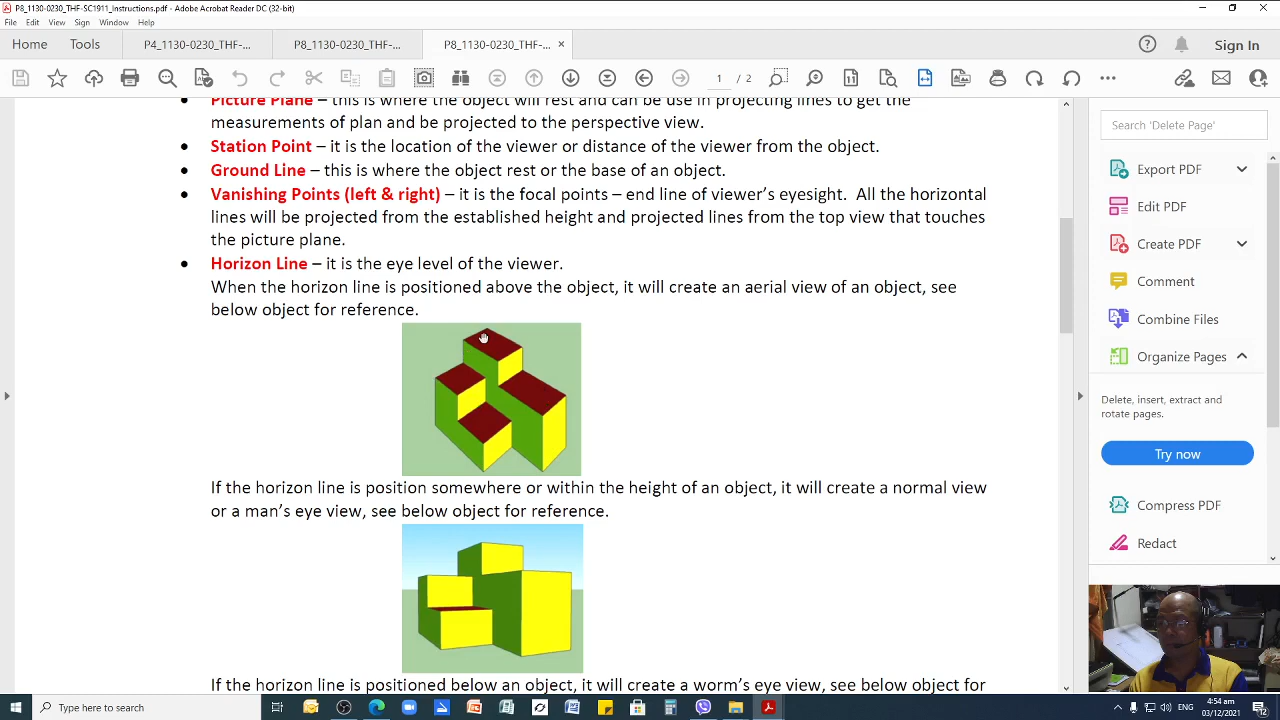 P8_1130-0230_THF-SC1911_Instructions.pdf - Adobe Acrobat Reader DC (32-bit)
File Edit View Sign Window Help
Home Tools P4_1130-0230_THF-... P8_1130-0230_THF-... P8_1130-0230_THF-... × Sign In
1 / 2
• Picture Plane – this is where the object will rest and can be use in projecting lines to get the
measurements of plan and be projected to the perspective view.
• Station Point – it is the location of the viewer or distance of the viewer from the object.
• Ground Line – this is where the object rest or the base of an object.
• Vanishing Points (left & right) – it is the focal points – end line of viewer's eyesight. All the horizontal
lines will be projected from the established height and projected lines from the top view that touches
the picture plane.
• Horizon Line – it is the eye level of the viewer.
When the horizon line is positioned above the object, it will create an aerial view of an object, see
below object for reference.
If the horizon line is position somewhere or within the height of an object, it will create a normal view
or a man's eye view, see below object for reference.
If the horizon line is positioned below an object, it will create a worm's eye view, see below object for
Search 'Delete Page'
Export PDF
Edit PDF
Create PDF
Comment
Combine Files
Organize Pages
Delete, insert, extract and
rotate pages.
Try now
Compress PDF
Redact
Type here to search
ENG
4:54 am
03/12/2021
12